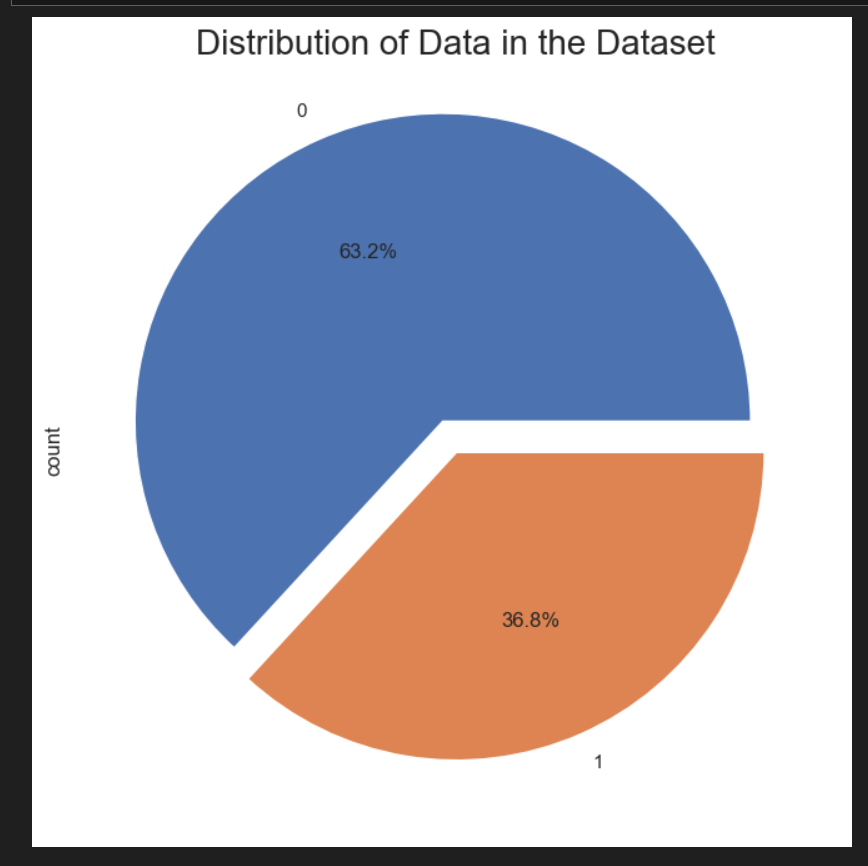 Distribution of Data in the Dataset
0
63.2%
count
36.8%
1